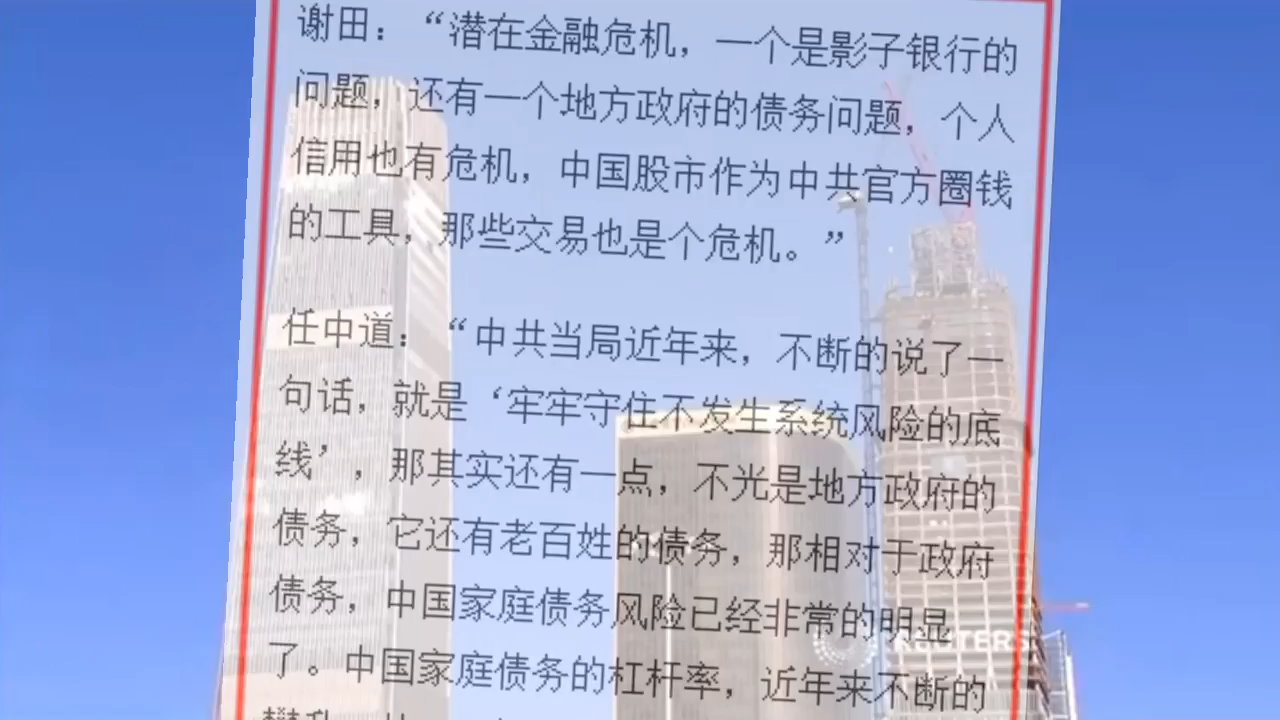 谢田：“潜在金融危机，一个是影子银行的
问题，还有一个地方政府的债务问题，个人
信用也有危机，中国股市作为中共官方圈钱
的工具，那些交易也是个危机。”
任中道：“中共当局近年来，不断的说了一
句话，就是‘牢牢守住不发生系统风险的底
线’，那其实还有一点，不光是地方政府的
债务，它还有老百姓的债务，那相对于政府
债务，中国家庭债务风险已经非常的明显
了。中国家庭债务的杠杆率，近年来不断的
REUTERS